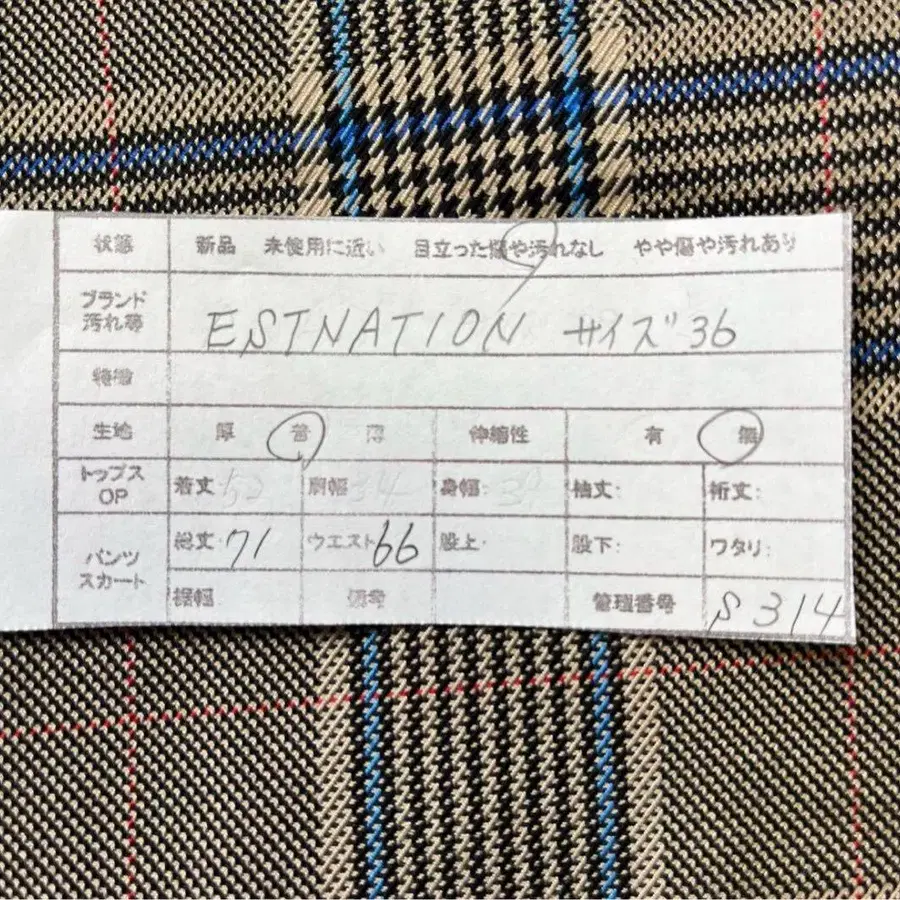 状態 新品 未使用に近い 目立った傷や汚れなし やや傷や汚れあり
ブランド
汚れ等 ESTNATION サイズ36
特徴
生地 厚 普 薄 伸縮性 有 無
トップス
OP 着丈: 肩幅 34 身幅: 袖丈: 裄丈:
パンツ
スカート 総丈: 71 ウエスト 66 股上: 股下: ワタリ:
裾幅 備考 管理番号 S314